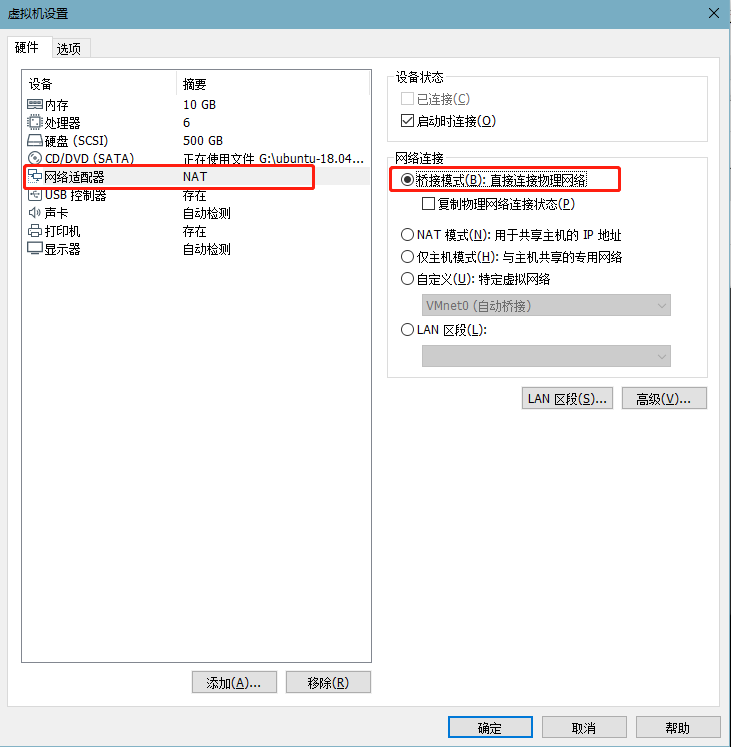 虚拟机设置
硬件 选项
设备 摘要
内存 10 GB
处理器 6
硬盘 (SCSI) 500 GB
CD/DVD (SATA) 正在使用文件 G:\ubuntu-18.04...
网络适配器 NAT
USB 控制器 存在
声卡 自动检测
打印机 存在
显示器 自动检测
添加(A)... 移除(R)
设备状态
已连接(C)
启动时连接(O)
网络连接
桥接模式(B): 直接连接物理网络
复制物理网络连接状态(P)
NAT 模式(N): 用于共享主机的 IP 地址
仅主机模式(H): 与主机共享的专用网络
自定义(U): 特定虚拟网络
VMnet0 (自动桥接)
LAN 区段(L):
LAN 区段(S)... 高级(V)...
确定 取消 帮助